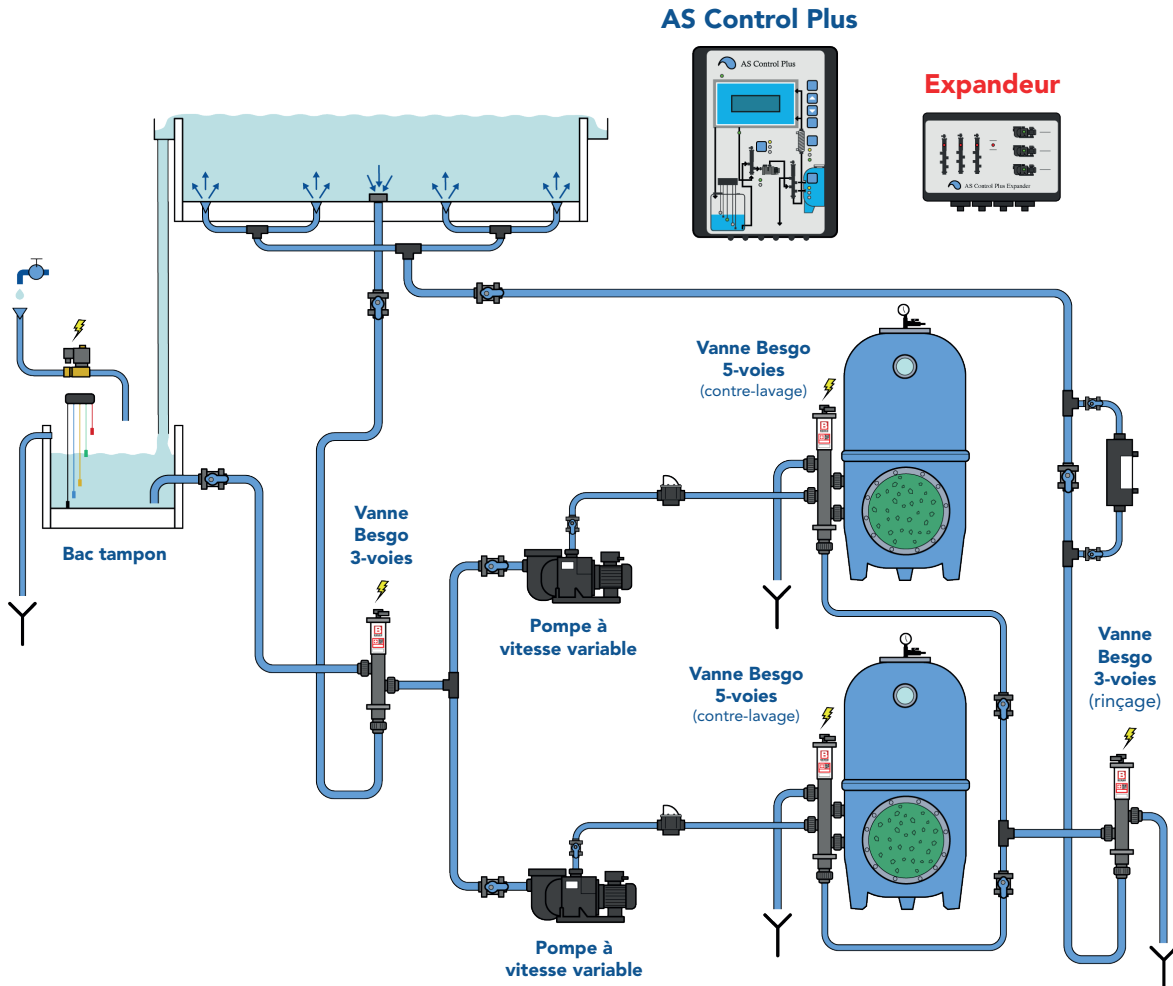 AS Control Plus
AS Control Plus
Expandeur
AS Control Plus Expander
Vanne Besgo
5-voies
(contre-lavage)
B
Bac tampon
Vanne
Besgo
3-voies
B
Pompe à
vitesse variable
Vanne Besgo
5-voies
(contre-lavage)
B
Vanne
Besgo
3-voies
(rinçage)
B
Pompe à
vitesse variable